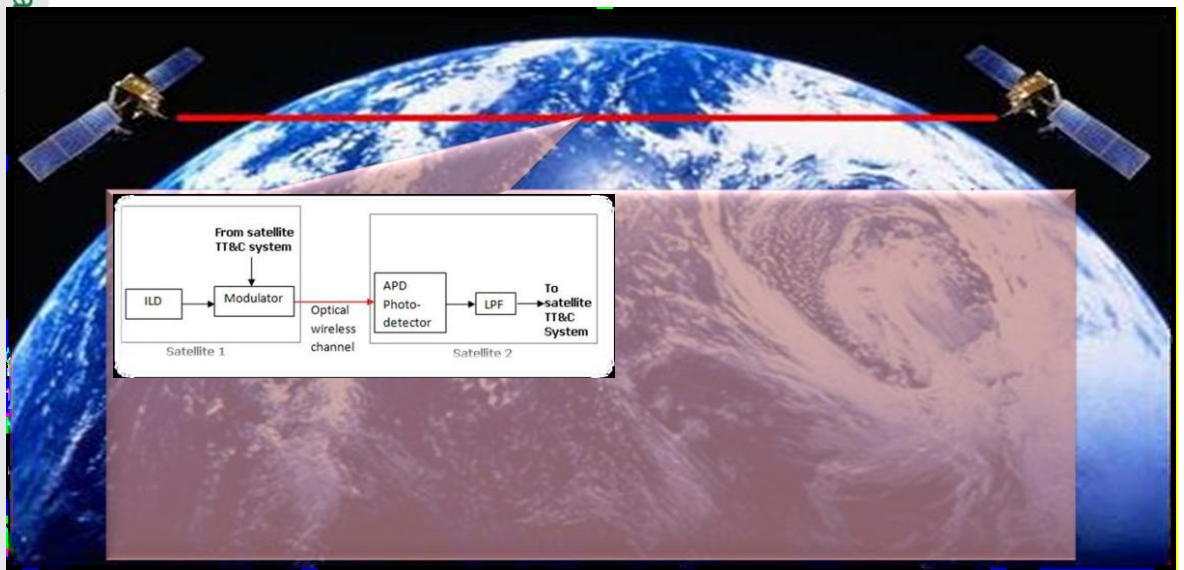 From satellite
TT&C system
ILD
Modulator
Optical
wireless
channel
APD
Photo-
detector
LPF
To
satellite
TT&C
System
Satellite 1
Satellite 2